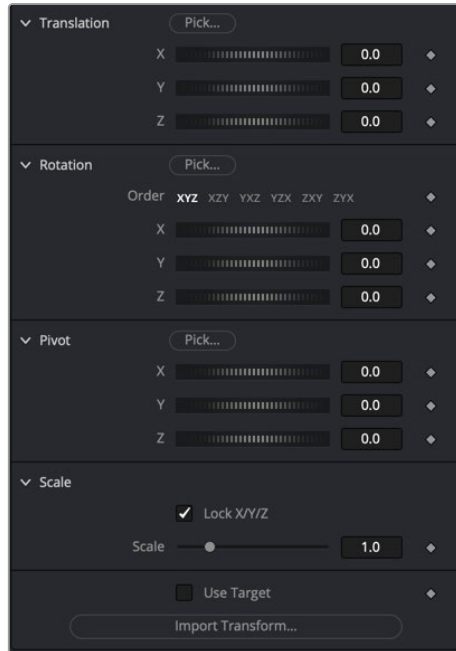 Translation Pick...
X 0.0
Y 0.0
Z 0.0
Rotation Pick...
Order XYZ XZY YXZ YZX ZXY ZYX
X 0.0
Y 0.0
Z 0.0
Pivot Pick...
X 0.0
Y 0.0
Z 0.0
Scale
Lock X/Y/Z
Scale 1.0
Use Target
Import Transform...